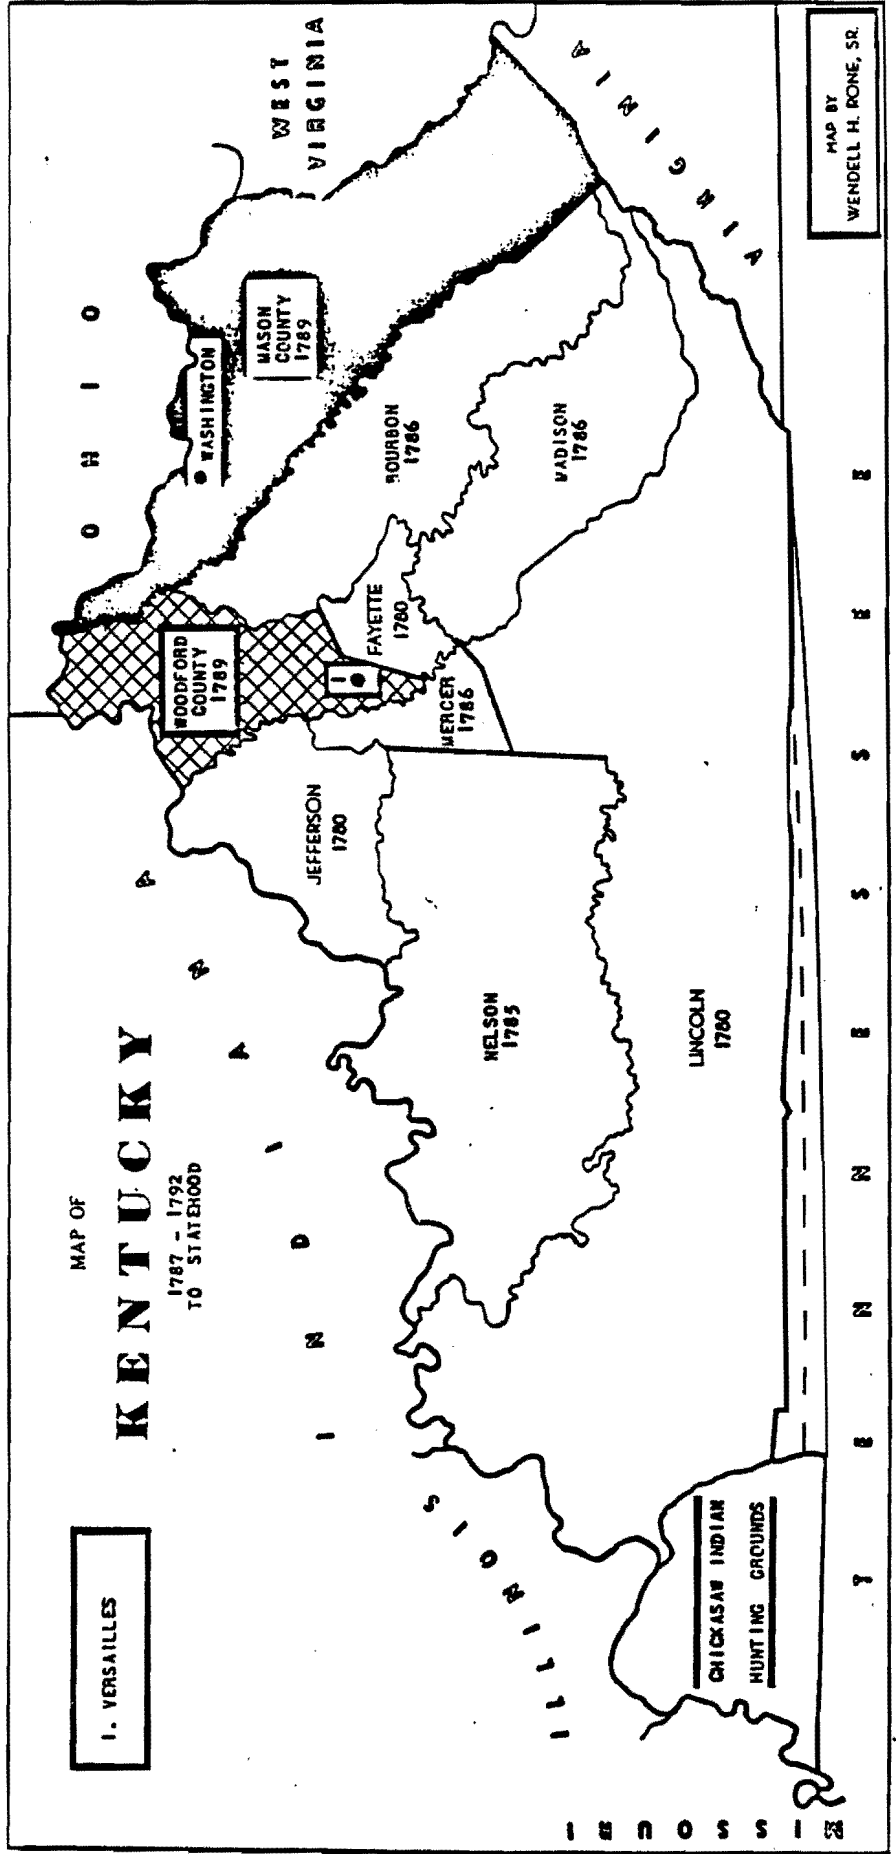 MAP OF
KENTUCKY
1787 - 1792
TO STATEHOOD
1. VERSAILLES
OHIO
WEST
VIRGINIA
VIRGINIA
INDIANA
ILLINOIS
MISSOURI
TENNESSEE
WASHINGTON
MASON
COUNTY
1789
WOODFORD
COUNTY
1789
1
BOURBON
1786
FAYETTE
1780
MADISON
1786
MERCER
1786
JEFFERSON
1780
NELSON
1785
LINCOLN
1780
CHICKASAW INDIAN
HUNTING GROUNDS
MAP BY
WENDELL H. RONE, SR.